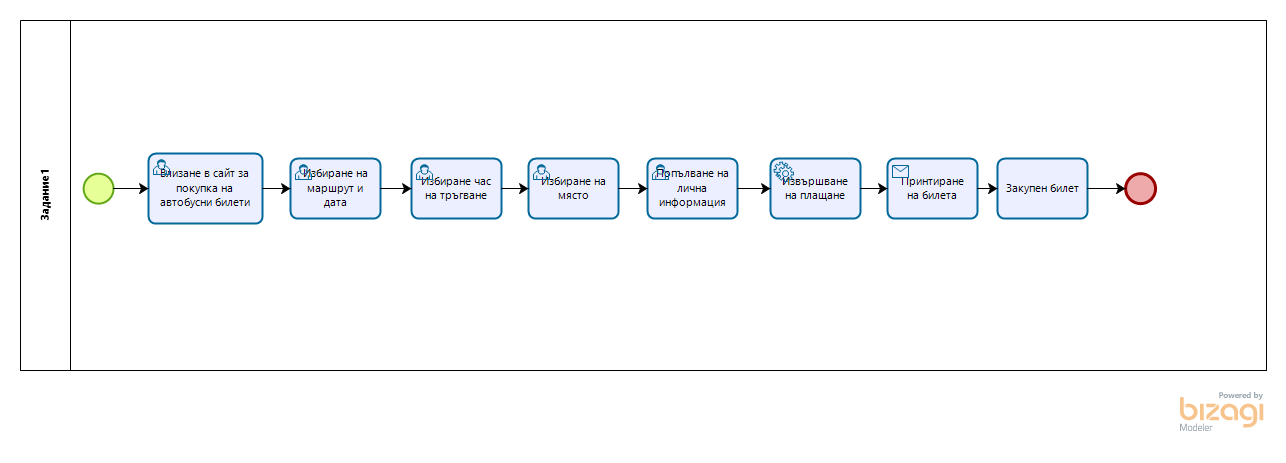 Задание1
Влизане в сайт за
покупка на
автобусни билети
Избиране на
маршрут и
дата
Избиране час
на тръгване
Избиране на
място
Попълване на
лична
информация
Извършване
на плащане
Принтиране
на билета
Закупен билет
Powered by
bizagi
Modeler